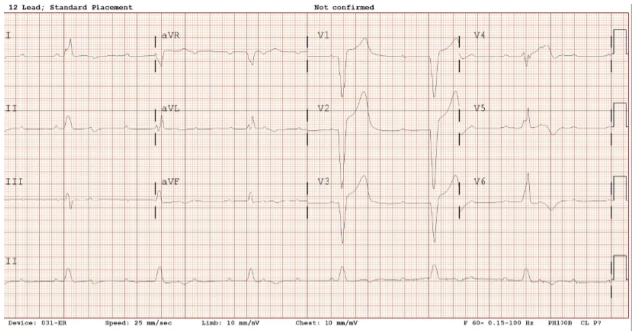 12 Lead; Standard Placement Not confirmed
I aVR V1 V4
II aVL V2 V5
III aVF V3 V6
II
Device: 031-ER Speed: 25 mm/sec Limb: 10 mm/mV Chest: 10 mm/mV F 60~ 0.15-100 Hz PH100B CL P?